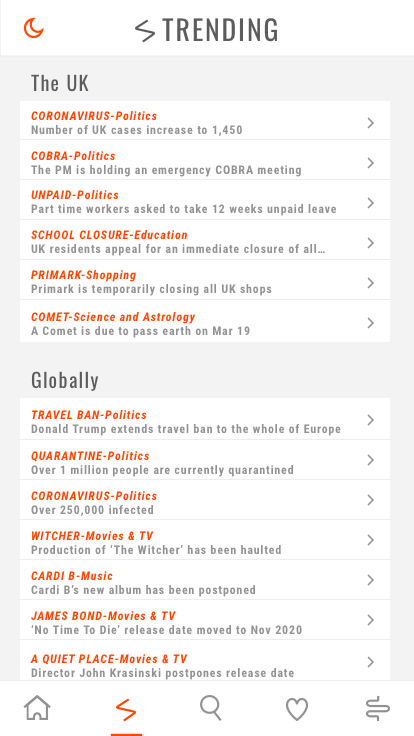 TRENDING
The UK
CORONAVIRUS-Politics
Number of UK cases increase to 1,450
COBRA-Politics
The PM is holding an emergency COBRA meeting
UNPAID-Politics
Part time workers asked to take 12 weeks unpaid leave
SCHOOL CLOSURE-Education
UK residents appeal for an immediate closure of all...
PRIMARK-Shopping
Primark is temporarily closing all UK shops
COMET-Science and Astrology
A Comet is due to pass earth on Mar 19
Globally
TRAVEL BAN-Politics
Donald Trump extends travel ban to the whole of Europe
QUARANTINE-Politics
Over 1 million people are currently quarantined
CORONAVIRUS-Politics
Over 250,000 infected
WITCHER-Movies & TV
Production of ‘The Witcher’ has been haulted
CARDI B-Music
Cardi B’s new album has been postponed
JAMES BOND-Movies & TV
‘No Time To Die’ release date moved to Nov 2020
A QUIET PLACE-Movies & TV
Director John Krasinski postpones release date